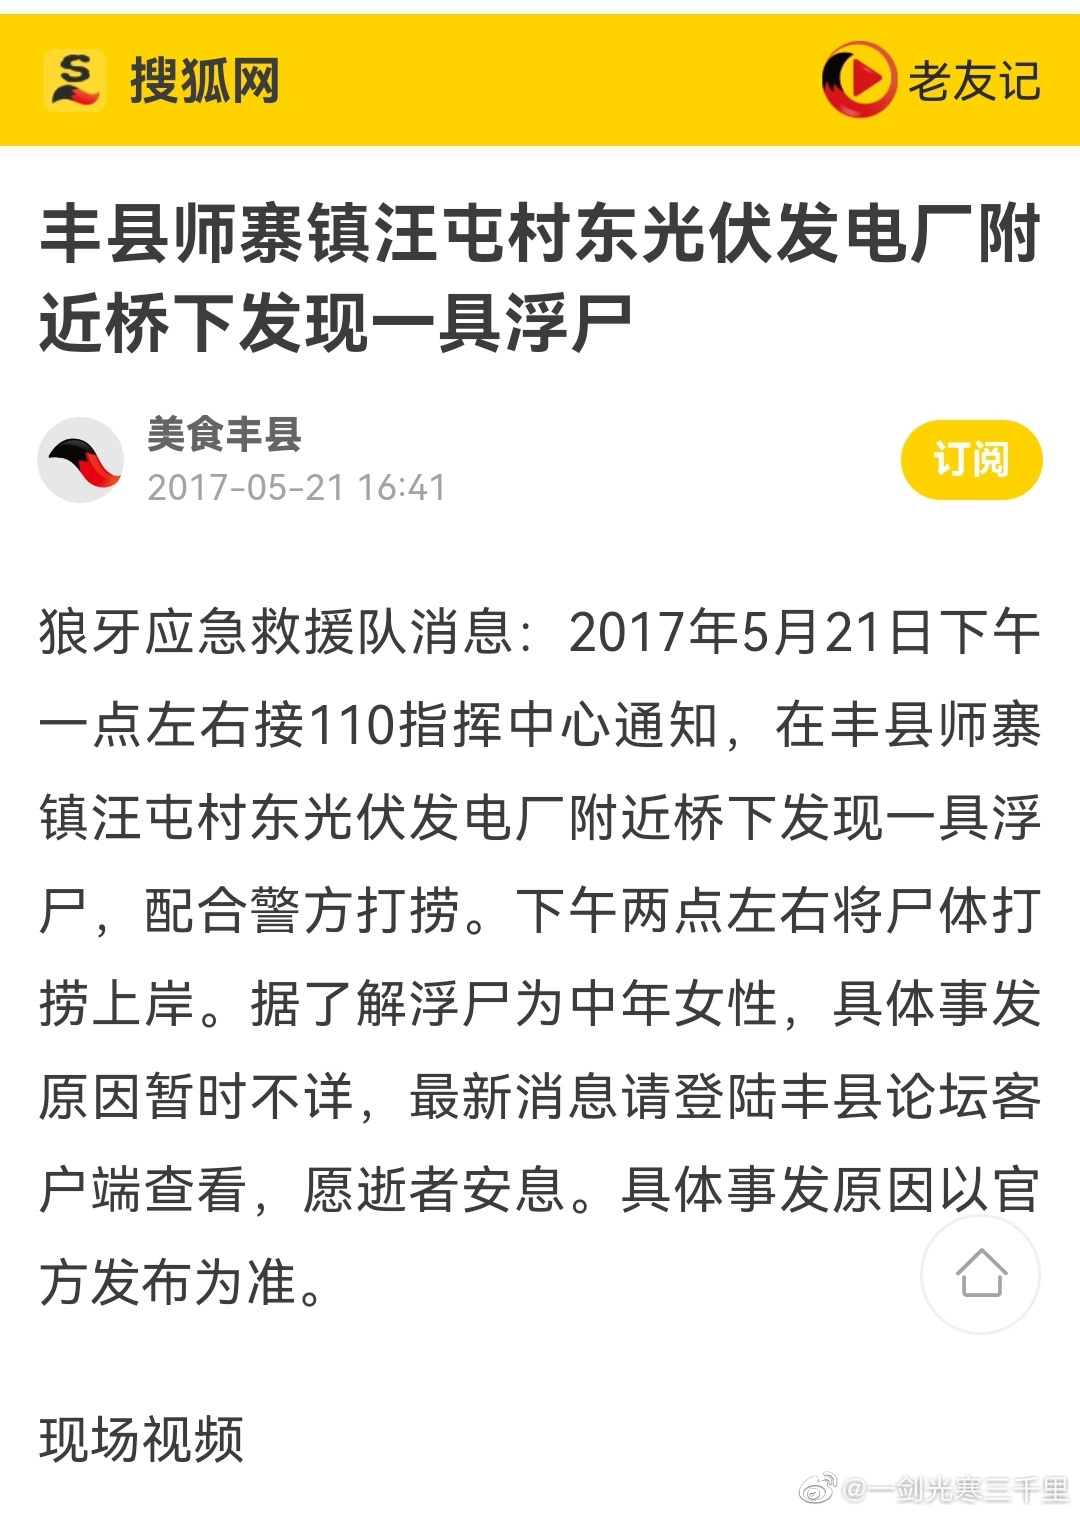 搜狐网
老友记
丰县师寨镇汪屯村东光伏发电厂附
近桥下发现一具浮尸
美食丰县
2017-05-21 16:41
订阅
狼牙应急救援队消息：2017年5月21日下午
一点左右接110指挥中心通知，在丰县师寨
镇汪屯村东光伏发电厂附近桥下发现一具浮
尸，配合警方打捞。下午两点左右将尸体打
捞上岸。据了解浮尸为中年女性，具体事发
原因暂时不详，最新消息请登陆丰县论坛客
户端查看，愿逝者安息。具体事发原因以官
方发布为准。
现场视频
@一剑光寒三千里